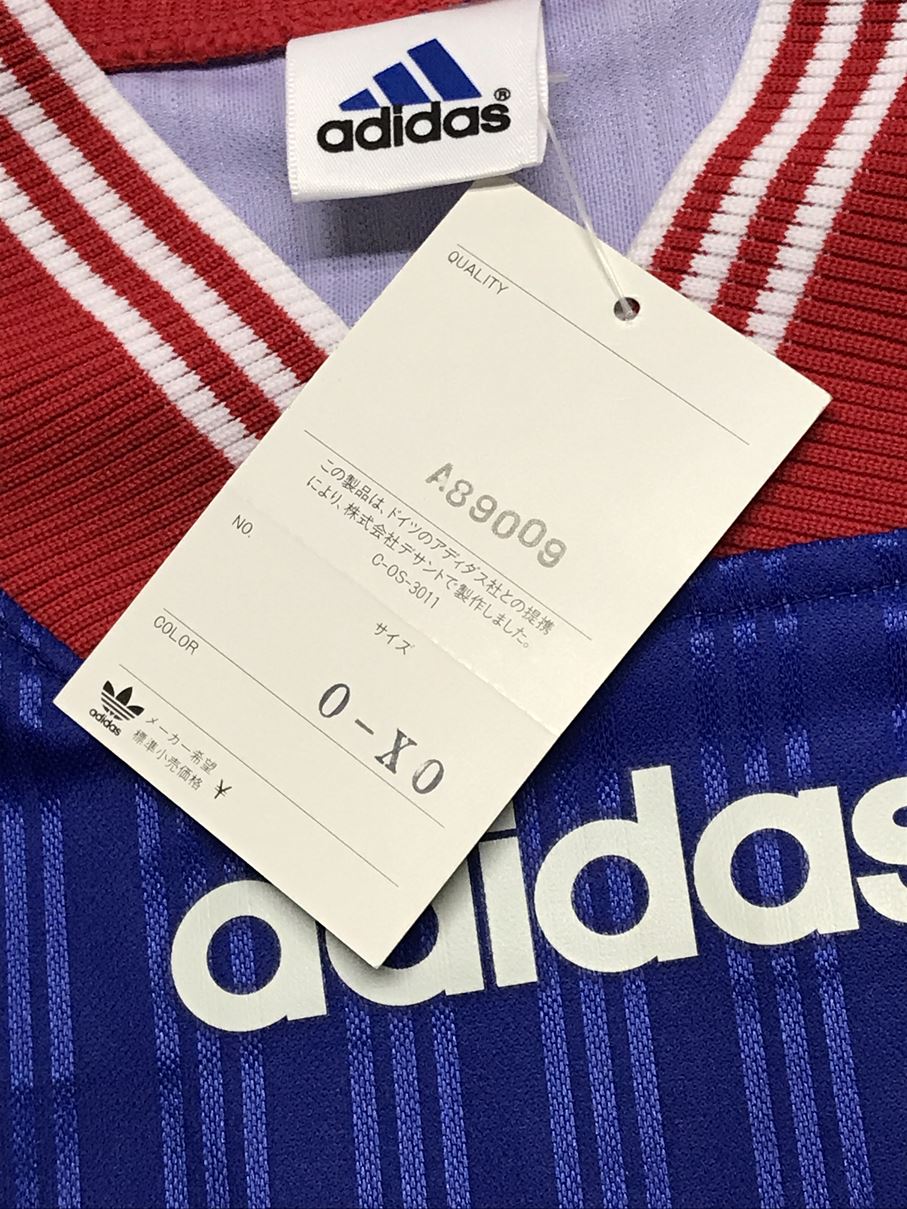 adidas®
QUALITY
A89009
この製品は、ドイツのアディダス社との提携
により、株式会社デサントで製作しました。
C-OS-3011
NO.
サイズ
COLOR
O-XO
adidas
メーカー希望
標準小売価格
adidas